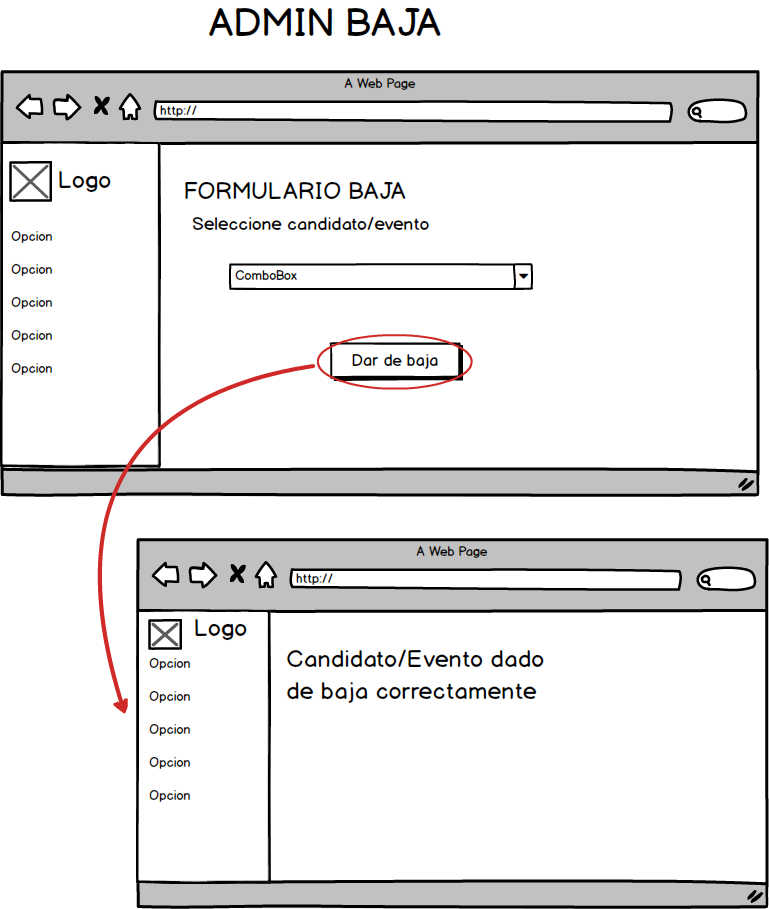 ADMIN BAJA
A Web Page
http://
Logo
Opcion
Opcion
Opcion
Opcion
Opcion
FORMULARIO BAJA
Seleccione candidato/evento
ComboBox
Dar de baja
A Web Page
http://
Logo
Opcion
Opcion
Opcion
Opcion
Opcion
Candidato/Evento dado
de baja correctamente